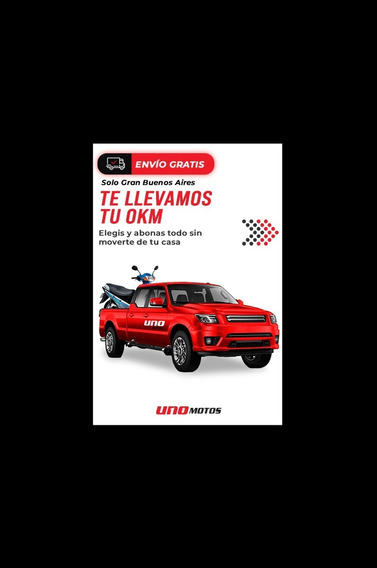 ENVÍO GRATIS
Solo Gran Buenos Aires
TE LLEVAMOS
TU OKM
Elegis y abonas todo sin
moverte de tu casa
UNO
UNO MOTOS